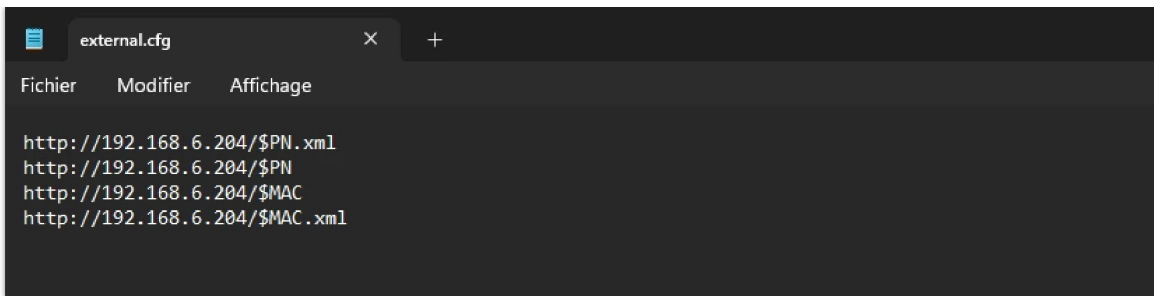 external.cfg
Fichier Modifier Affichage
http://192.168.6.204/$PN.xml
http://192.168.6.204/$PN
http://192.168.6.204/$MAC
http://192.168.6.204/$MAC.xml